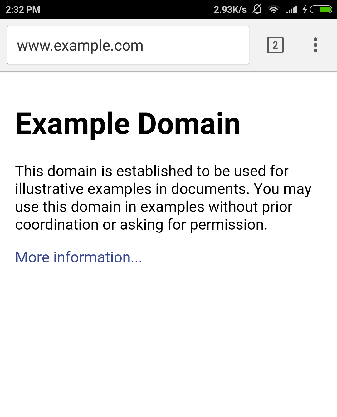 2:32 PM 2.93K/s
www.example.com 2
Example Domain
This domain is established to be used for
illustrative examples in documents. You may
use this domain in examples without prior
coordination or asking for permission.
More information...